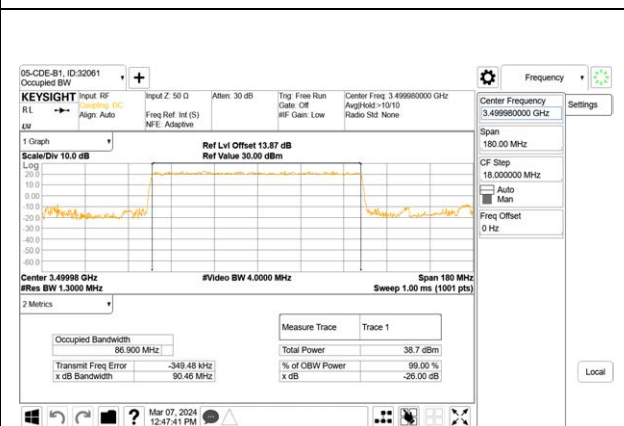 05-CDE-B1, ID:32061
Occupied BW
Frequency
KEYSIGHT
Input: RF
Coupling: DC
Align: Auto
Input Z: 50 Ω
Freq Ref: Int (S)
NFE: Adaptive
Atten: 30 dB
Trig: Free Run
Gate: Off
#IF Gain: Low
Center Freq: 3.499980000 GHz
Avg|Hold:>10/10
Radio Std: None
RL
Center Frequency
3.499980000 GHz
Settings
Span
180.00 MHz
CF Step
18.000000 MHz
Auto
Man
Freq Offset
0 Hz
Local
1 Graph
Scale/Div 10.0 dB
Ref Lvl Offset 13.87 dB
Ref Value 30.00 dBm
Log
20.0
10.0
0.00
-10.0
-20.0
-30.0
-40.0
-50.0
-60.0
Center 3.49998 GHz
#Video BW 4.0000 MHz
Span 180 MHz
#Res BW 1.3000 MHz
Sweep 1.00 ms (1001 pts)
2 Metrics
Occupied Bandwidth
86.900 MHz
Transmit Freq Error -349.48 kHz
x dB Bandwidth 90.46 MHz
Measure Trace Trace 1
Total Power 38.7 dBm
% of OBW Power 99.00 %
x dB -26.00 dB
?
Mar 07, 2024
12:47:41 PM